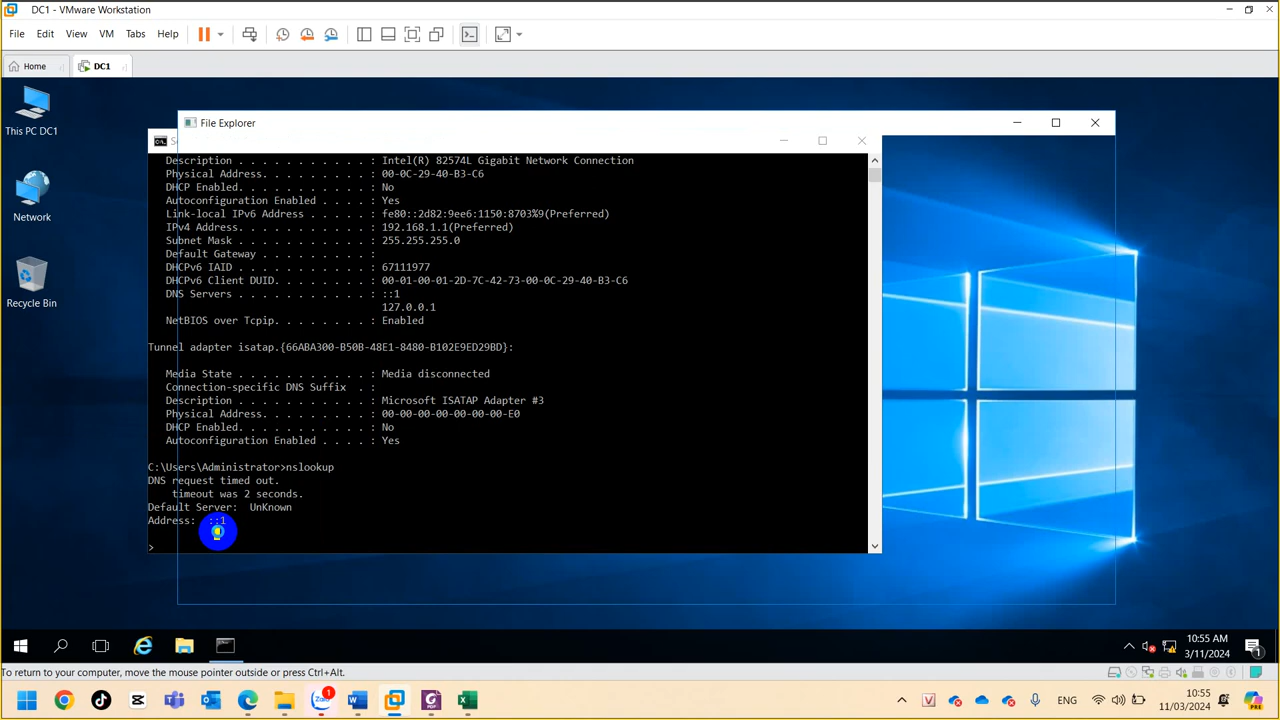 DC1 - VMware Workstation
File Edit View VM Tabs Help
Home DC1
This PC DC1
Network
Recycle Bin
File Explorer
Description . . . . . . . . . . . : Intel(R) 82574L Gigabit Network Connection
Physical Address. . . . . . . . . : 00-0C-29-40-B3-C6
DHCP Enabled. . . . . . . . . . . : No
Autoconfiguration Enabled . . . . : Yes
Link-local IPv6 Address . . . . . : fe80::2d82:9ee6:1150:8703%9(Preferred)
IPv4 Address. . . . . . . . . . . : 192.168.1.1(Preferred)
Subnet Mask . . . . . . . . . . . : 255.255.255.0
Default Gateway . . . . . . . . . :
DHCPv6 IAID . . . . . . . . . . . : 67111977
DHCPv6 Client DUID. . . . . . . . : 00-01-00-01-2D-7C-42-73-00-0C-29-40-B3-C6
DNS Servers . . . . . . . . . . . : ::1
127.0.0.1
NetBIOS over Tcpip. . . . . . . . : Enabled
Tunnel adapter isatap.{66ABA300-B50B-48E1-8480-B102E9ED29BD}:
Media State . . . . . . . . . . . : Media disconnected
Connection-specific DNS Suffix  . :
Description . . . . . . . . . . . : Microsoft ISATAP Adapter #3
Physical Address. . . . . . . . . : 00-00-00-00-00-00-00-E0
DHCP Enabled. . . . . . . . . . . : No
Autoconfiguration Enabled . . . . : Yes
C:\Users\Administrator>nslookup
DNS request timed out.
timeout was 2 seconds.
Default Server:  UnKnown
Address:  ::1
>
10:55 AM
3/11/2024
1
To return to your computer, move the mouse pointer outside or press Ctrl+Alt.
Zalo 1
ENG
10:55
11/03/2024
PRE